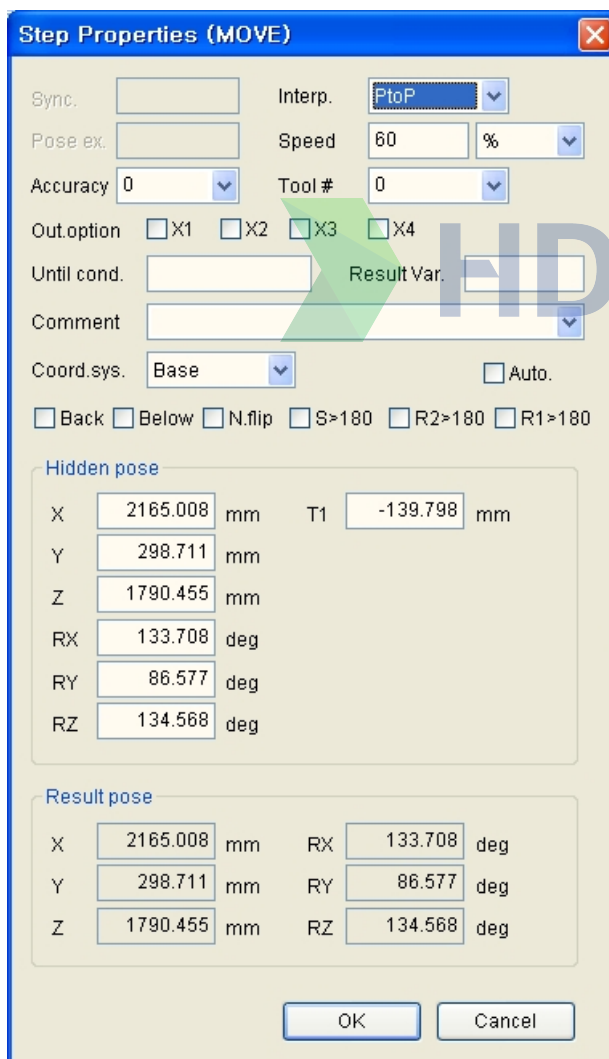 Step Properties (MOVE)
Sync. Interp. PtoP
Pose ex. Speed 60 %
Accuracy 0 Tool # 0
Out.option X1 X2 X3 X4
Until cond. Result Var.
HD
Comment
Coord.sys. Base Auto.
Back Below N.flip S>180 R2>180 R1>180
Hidden pose
X 2165.008 mm T1 -139.798 mm
Y 298.711 mm
Z 1790.455 mm
RX 133.708 deg
RY 86.577 deg
RZ 134.568 deg
Result pose
X 2165.008 mm RX 133.708 deg
Y 298.711 mm RY 86.577 deg
Z 1790.455 mm RZ 134.568 deg
OK Cancel